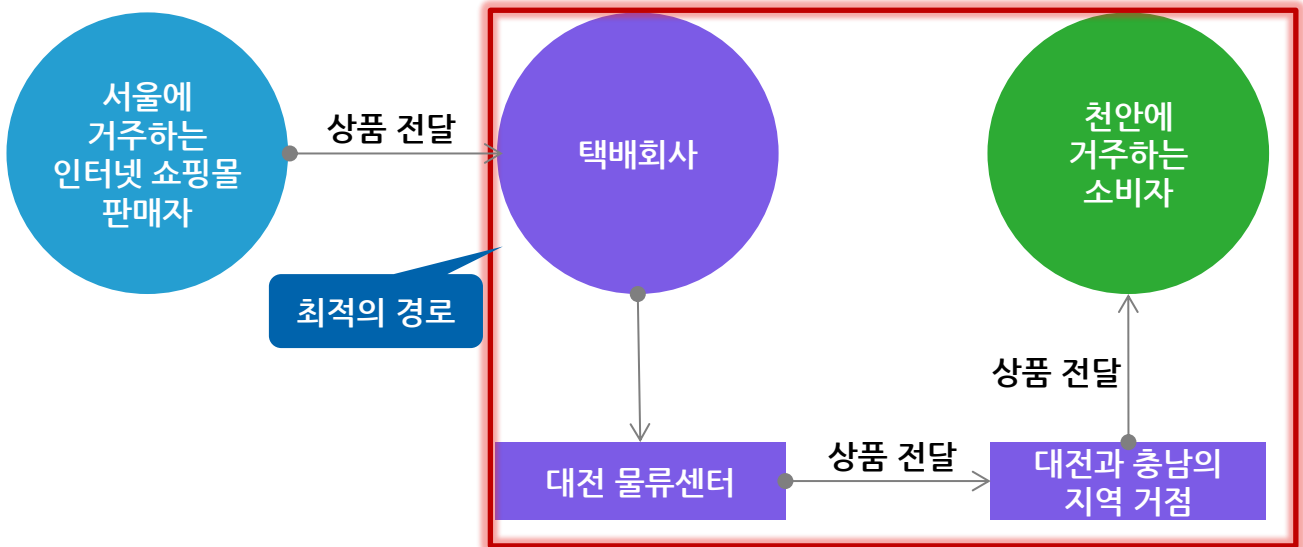 서울에
거주하는
인터넷 쇼핑몰
판매자
상품 전달
택배회사
천안에
거주하는
소비자
최적의 경로
상품 전달
대전 물류센터
상품 전달
대전과 충남의
지역 거점